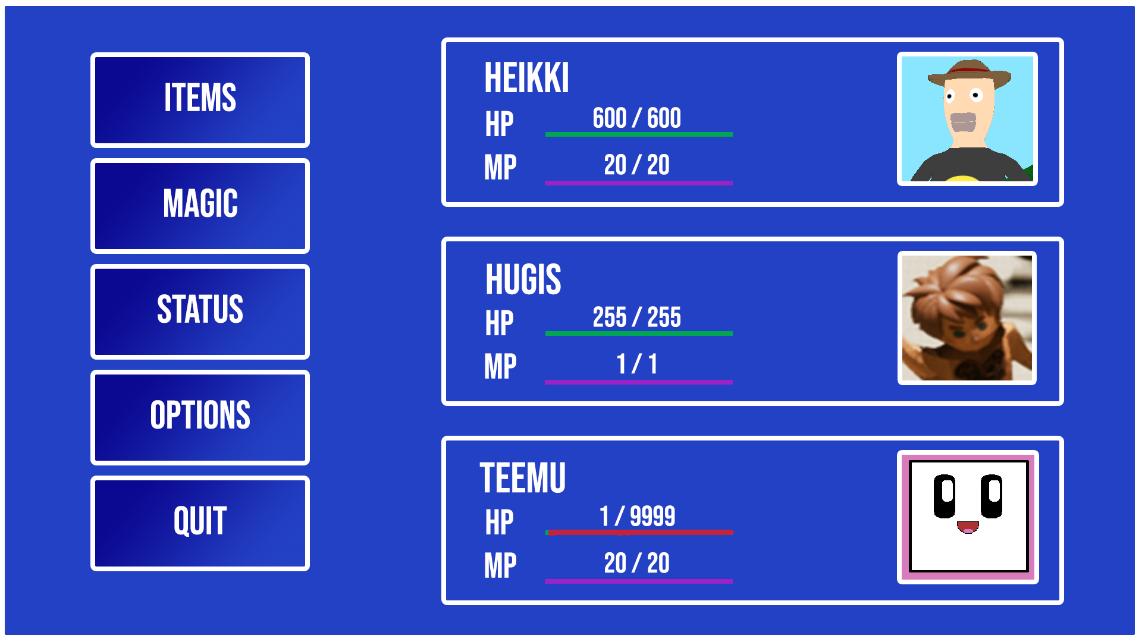 ITEMS
MAGIC
STATUS
OPTIONS
QUIT
HEIKKI
HP 600 / 600
MP 20 / 20
HUGIS
HP 255 / 255
MP 1 / 1
TEEMU
HP 1 / 9999
MP 20 / 20